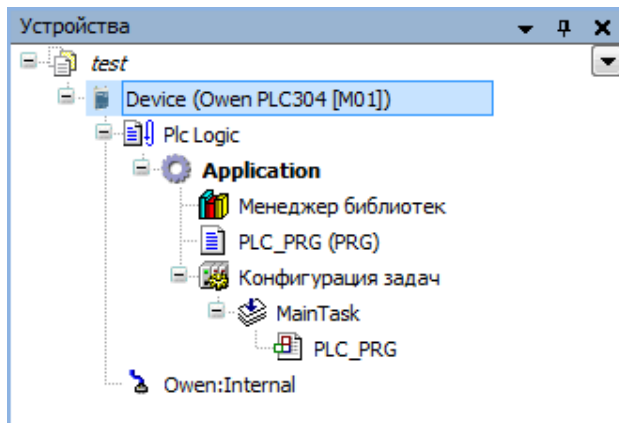 Устройства
test
Device (Owen PLC304 [M01])
Plc Logic
Application
Менеджер библиотек
PLC_PRG (PRG)
Конфигурация задач
MainTask
PLC_PRG
Owen:Internal